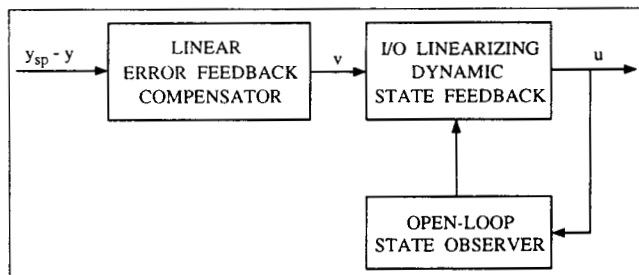 y_sp - y
LINEAR
ERROR FEEDBACK
COMPENSATOR
v
I/O LINEARIZING
DYNAMIC
STATE FEEDBACK
u
OPEN-LOOP
STATE OBSERVER